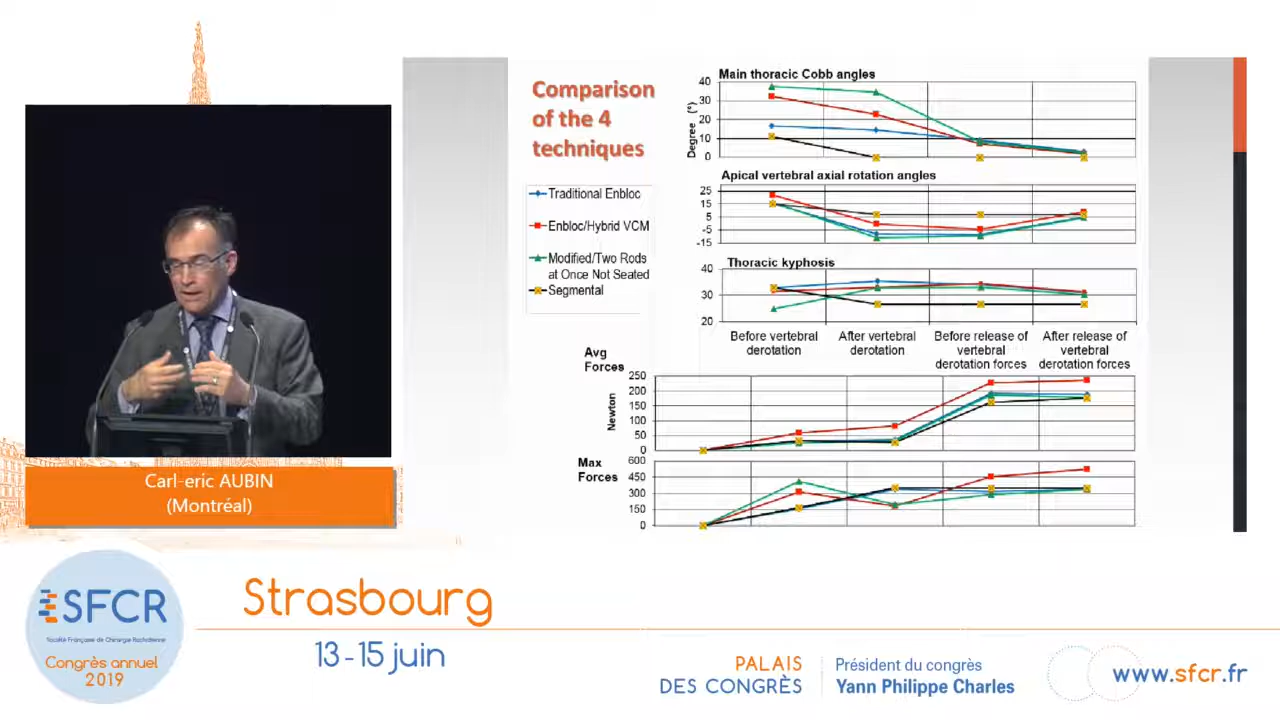 Comparison
of the 4
techniques
Traditional Enbloc
Enbloc/Hybrid VCM
Modified/Two Rods
at Once Not Seated
Segmental
Main thoracic Cobb angles
Degree (°)
40
30
20
10
0
Apical vertebral axial rotation angles
25
15
5
-5
-15
Thoracic kyphosis
40
30
20
Before vertebral
derotation
After vertebral
derotation
Before release of
vertebral
derotation forces
After release of
vertebral
derotation forces
Avg
Forces
Newton
250
200
150
100
50
0
Max
Forces
600
450
300
150
0
Carl-eric AUBIN
(Montréal)
SFCR
Société Française de Chirurgie Rachidienne
Congrès annuel
2019
Strasbourg
13-15 juin
PALAIS
DES CONGRÈS
Président du congrès
Yann Philippe Charles
www.sfcr.fr